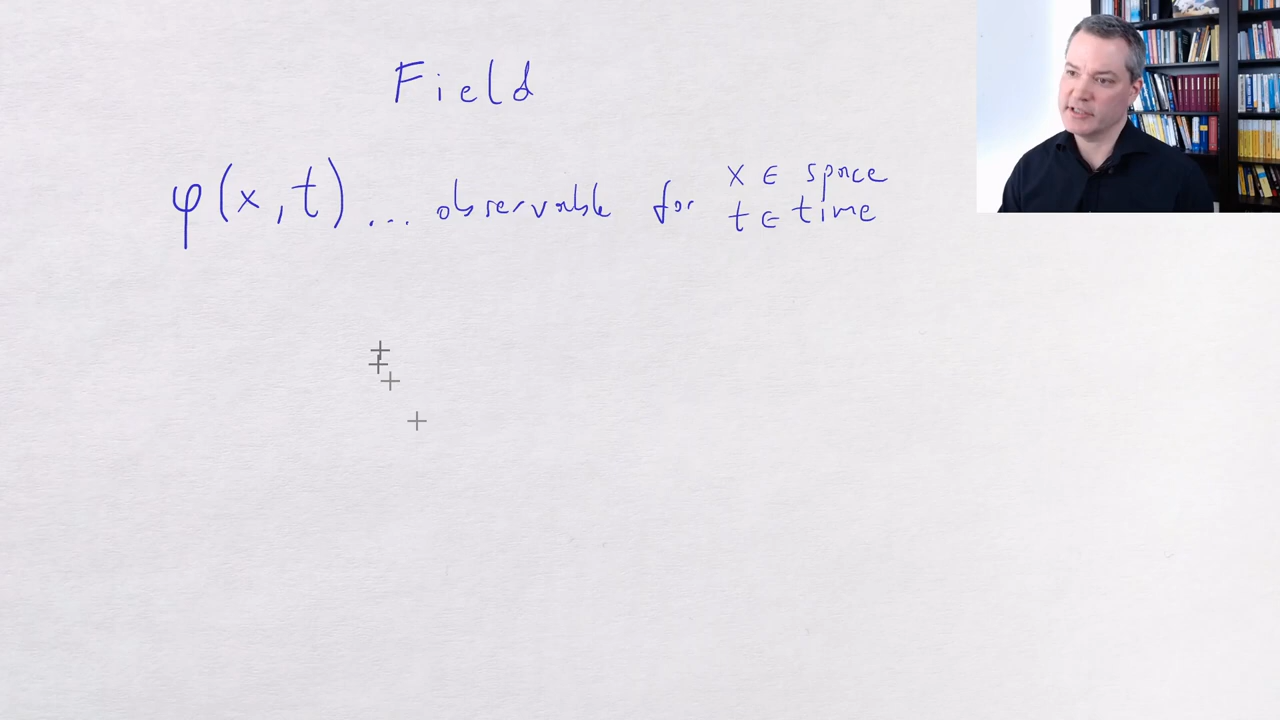 Field
φ(x,t)... observable for x ∈ space
t ∈ time